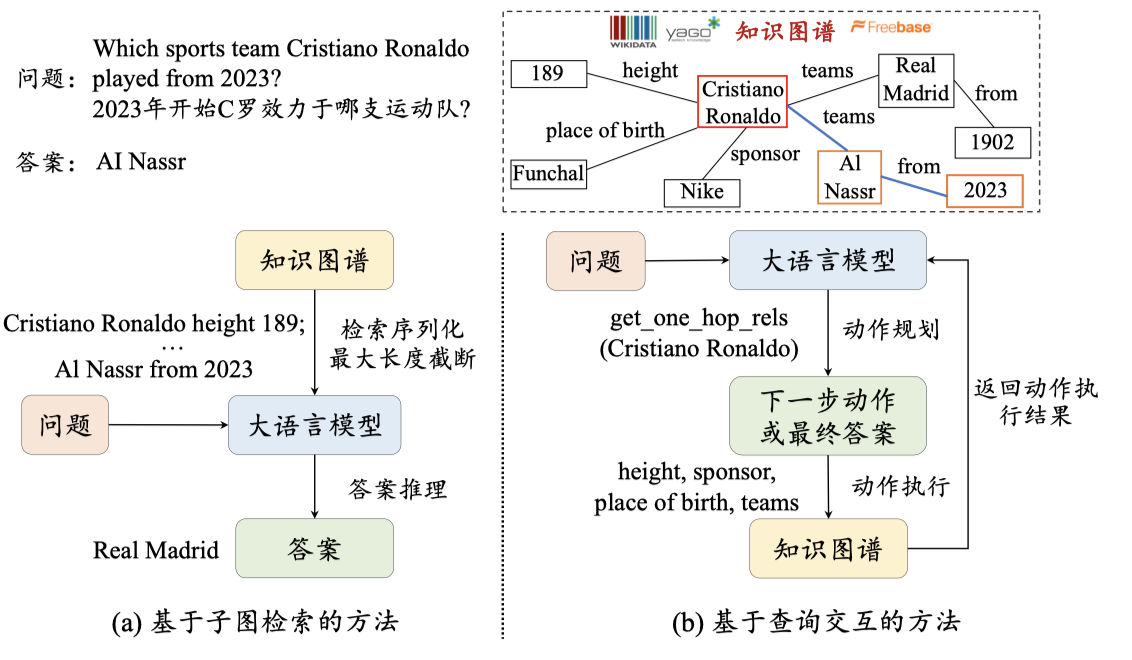 Which sports team Cristiano Ronaldo
问题： played from 2023?
2023年开始C罗效力于哪支运动队?
答案： AI Nassr
WIKIDATA
yago
select knowledge
知识图谱
Freebase
189
height
Cristiano
Ronaldo
teams
Real
Madrid
from
1902
place of birth
Funchal
sponsor
Nike
teams
Al
Nassr
from
2023
知识图谱
Cristiano Ronaldo height 189;
…
Al Nassr from 2023
检索序列化
最大长度截断
问题
大语言模型
答案推理
Real Madrid
答案
(a) 基于子图检索的方法
问题
大语言模型
get_one_hop_rels
(Cristiano Ronaldo)
动作规划
下一步动作
或最终答案
返回动作执
行结果
height, sponsor,
place of birth, teams
动作执行
知识图谱
(b) 基于查询交互的方法